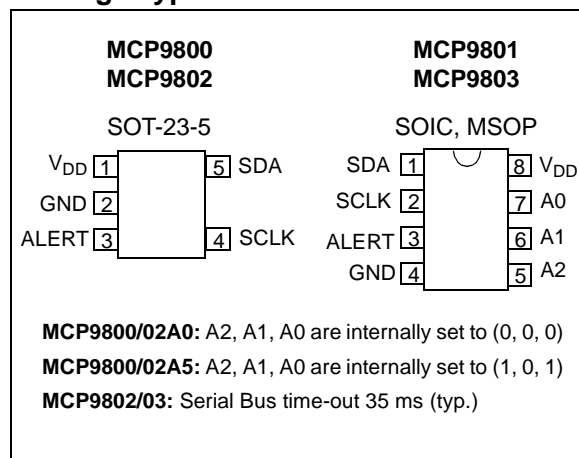 MCP9800
MCP9802
SOT-23-5
VDD 1
GND 2
ALERT 3
5 SDA
4 SCLK
MCP9801
MCP9803
SOIC, MSOP
SDA 1
SCLK 2
ALERT 3
GND 4
8 VDD
7 A0
6 A1
5 A2
MCP9800/02A0: A2, A1, A0 are internally set to (0, 0, 0)
MCP9800/02A5: A2, A1, A0 are internally set to (1, 0, 1)
MCP9802/03: Serial Bus time-out 35 ms (typ.)